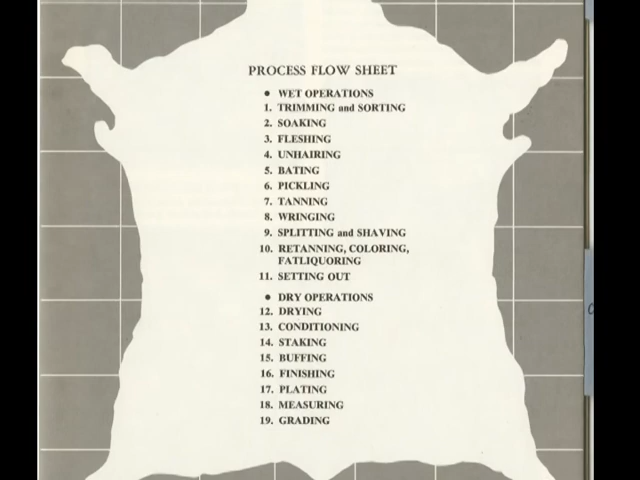 PROCESS FLOW SHEET
● WET OPERATIONS
1. TRIMMING and SORTING
2. SOAKING
3. FLESHING
4. UNHAIRING
5. BATING
6. PICKLING
7. TANNING
8. WRINGING
9. SPLITTING and SHAVING
10. RETANNING, COLORING,
FATLIQUORING
11. SETTING OUT
● DRY OPERATIONS
12. DRYING
13. CONDITIONING
14. STAKING
15. BUFFING
16. FINISHING
17. PLATING
18. MEASURING
19. GRADING